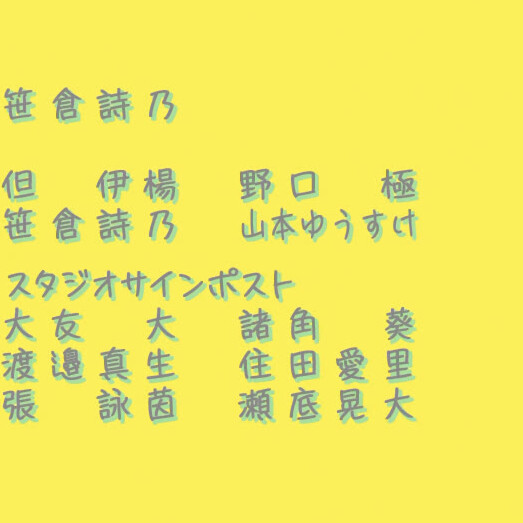 笹倉詩乃
但　伊楊　野口　極
笹倉詩乃　山本ゆうすけ
スタジオサインポスト
大友　大　諸角　葵
渡邉真生　住田愛里
張　詠茵　瀬底晃大